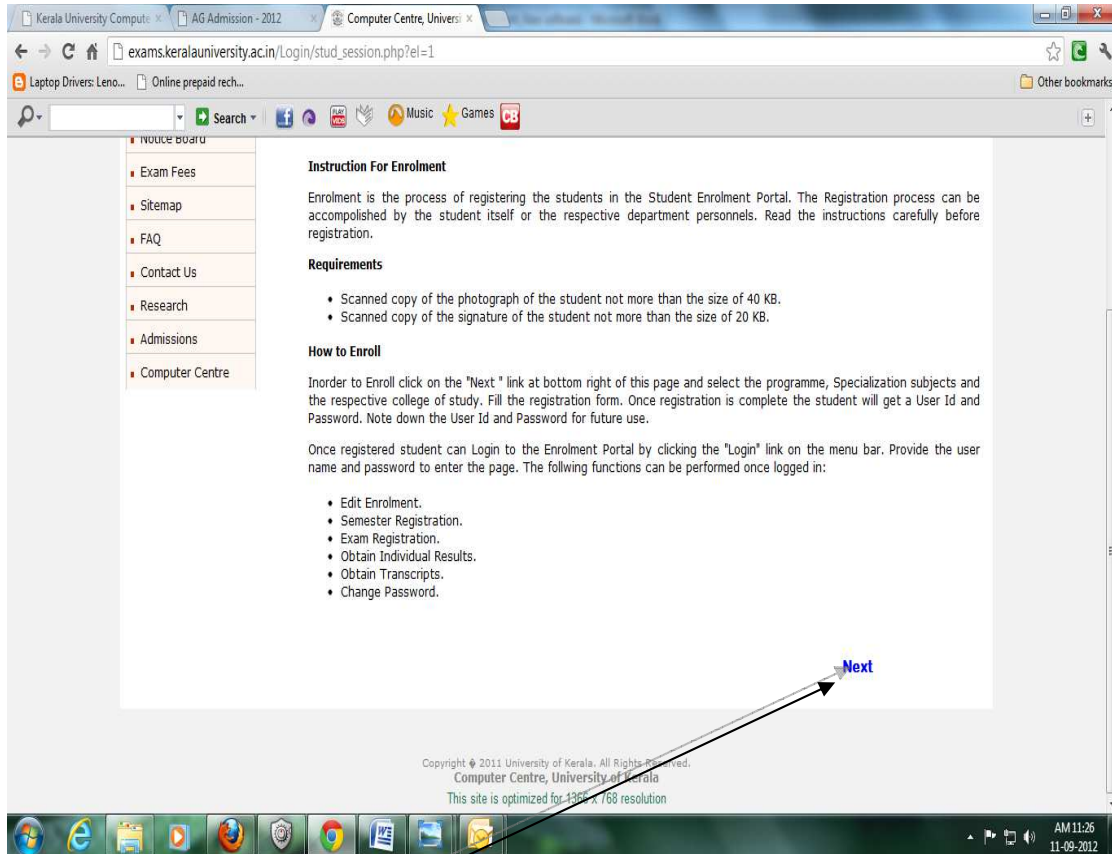 Kerala University Compute
AG Admission - 2012
Computer Centre, Universi
exams.keralauniversity.ac.in/Login/stud_session.php?el=1
Laptop Drivers: Leno...
Online prepaid rech...
Other bookmarks
Search
PLAY VIDS
Music
Games
CB
Notice Board
Exam Fees
Sitemap
FAQ
Contact Us
Research
Admissions
Computer Centre
Instruction For Enrolment
Enrolment is the process of registering the students in the Student Enrolment Portal. The Registration process can be
accompolished by the student itself or the respective department personnels. Read the instructions carefully before
registration.
Requirements
• Scanned copy of the photograph of the student not more than the size of 40 KB.
• Scanned copy of the signature of the student not more than the size of 20 KB.
How to Enroll
Inorder to Enroll click on the "Next " link at bottom right of this page and select the programme, Specialization subjects and
the respective college of study. Fill the registration form. Once registration is complete the student will get a User Id and
Password. Note down the User Id and Password for future use.
Once registered student can Login to the Enrolment Portal by clicking the "Login" link on the menu bar. Provide the user
name and password to enter the page. The follwing functions can be performed once logged in:
• Edit Enrolment.
• Semester Registration.
• Exam Registration.
• Obtain Individual Results.
• Obtain Transcripts.
• Change Password.
Next
Copyright � 2011 University of Kerala. All Rights Reserved.
Computer Centre, University of Kerala
This site is optimized for 1366 x 768 resolution
AM 11:26
11-09-2012